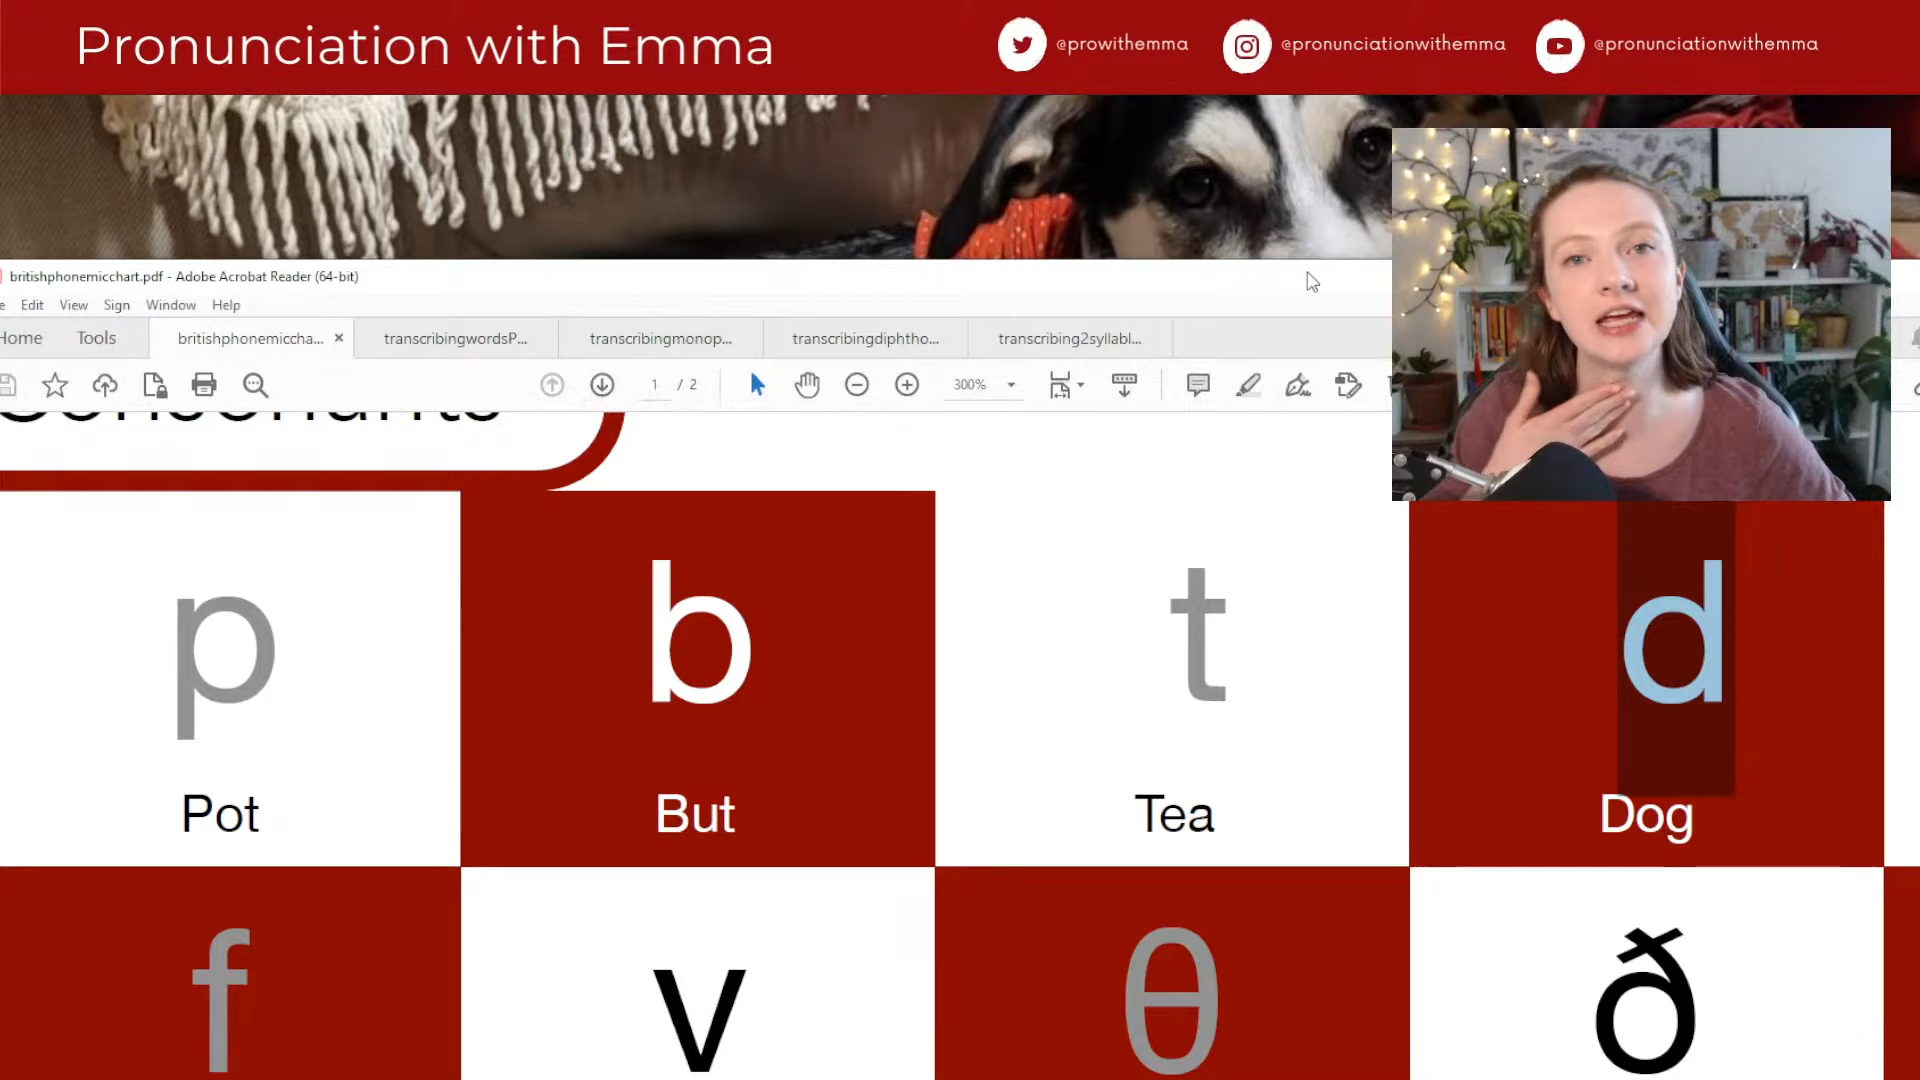 Pronunciation with Emma
@prowithemma
@pronunciationwithemma
@pronunciationwithemma
britishphonemicchart.pdf - Adobe Acrobat Reader (64-bit)
Edit View Sign Window Help
Home Tools britishphonemiccha... × transcribingwordsP... transcribingmonop... transcribingdiphtho... transcribing2syllabl...
1 / 2 300%
Consonants
p b t d
Pot But Tea Dog
f v θ ð